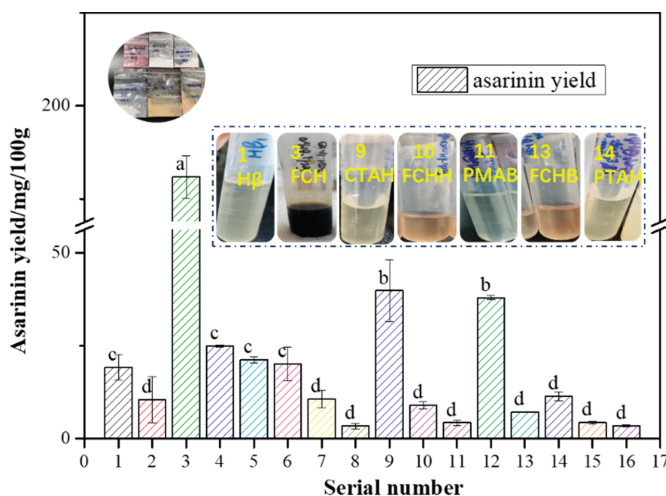 200
asarinin yield
a
1
Hβ
3
FCH
9
CTAH
10
FCHH
11
PMAB
13
FCHB
14
PTAH
50
c
d
c
c
c
d
d
b
d
d
b
d
d
d
d
0
0 1 2 3 4 5 6 7 8 9 10 11 12 13 14 15 16 17
Asarinin yield/mg/100g
Serial number